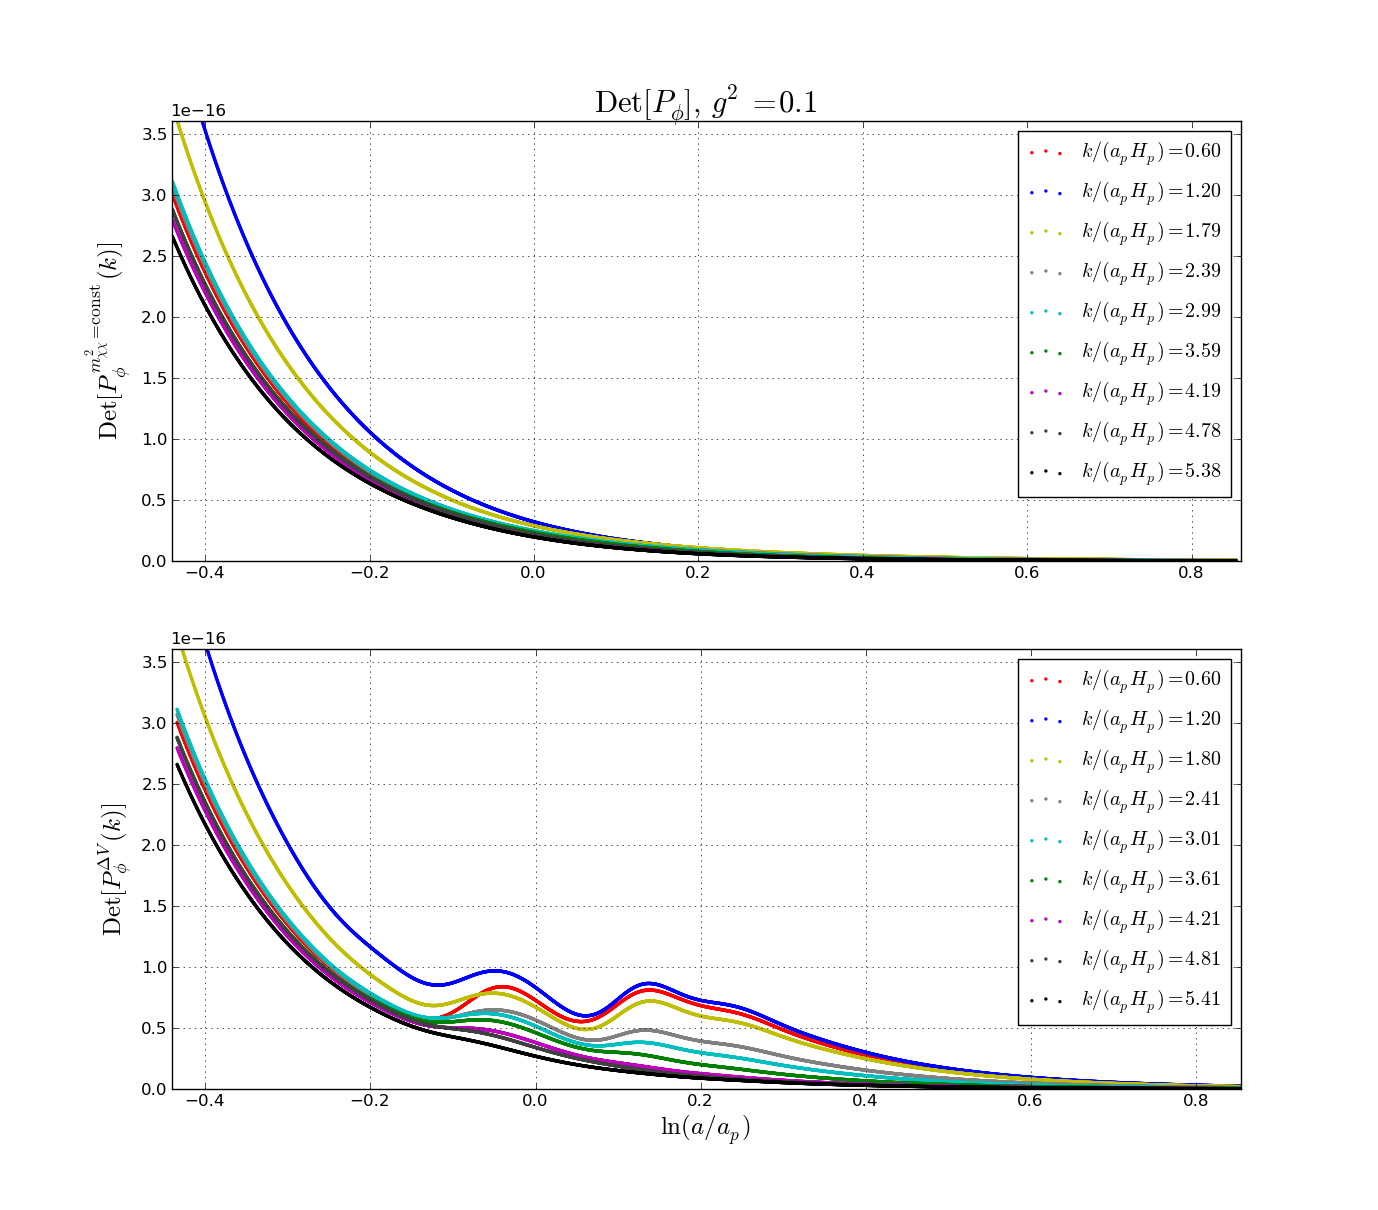 Det[P_ϕ], g² = 0.1
1e−16
3.5
3.0
2.5
2.0
1.5
1.0
0.5
0.0
Det[P_ϕ^{m²_{χχ}=const}(k)]
−0.4 −0.2 0.0 0.2 0.4 0.6 0.8
k/(a_p H_p)=0.60
k/(a_p H_p)=1.20
k/(a_p H_p)=1.79
k/(a_p H_p)=2.39
k/(a_p H_p)=2.99
k/(a_p H_p)=3.59
k/(a_p H_p)=4.19
k/(a_p H_p)=4.78
k/(a_p H_p)=5.38
1e−16
3.5
3.0
2.5
2.0
1.5
1.0
0.5
0.0
Det[P_ϕ^{ΔV}(k)]
−0.4 −0.2 0.0 0.2 0.4 0.6 0.8
k/(a_p H_p)=0.60
k/(a_p H_p)=1.20
k/(a_p H_p)=1.80
k/(a_p H_p)=2.41
k/(a_p H_p)=3.01
k/(a_p H_p)=3.61
k/(a_p H_p)=4.21
k/(a_p H_p)=4.81
k/(a_p H_p)=5.41
ln(a/a_p)